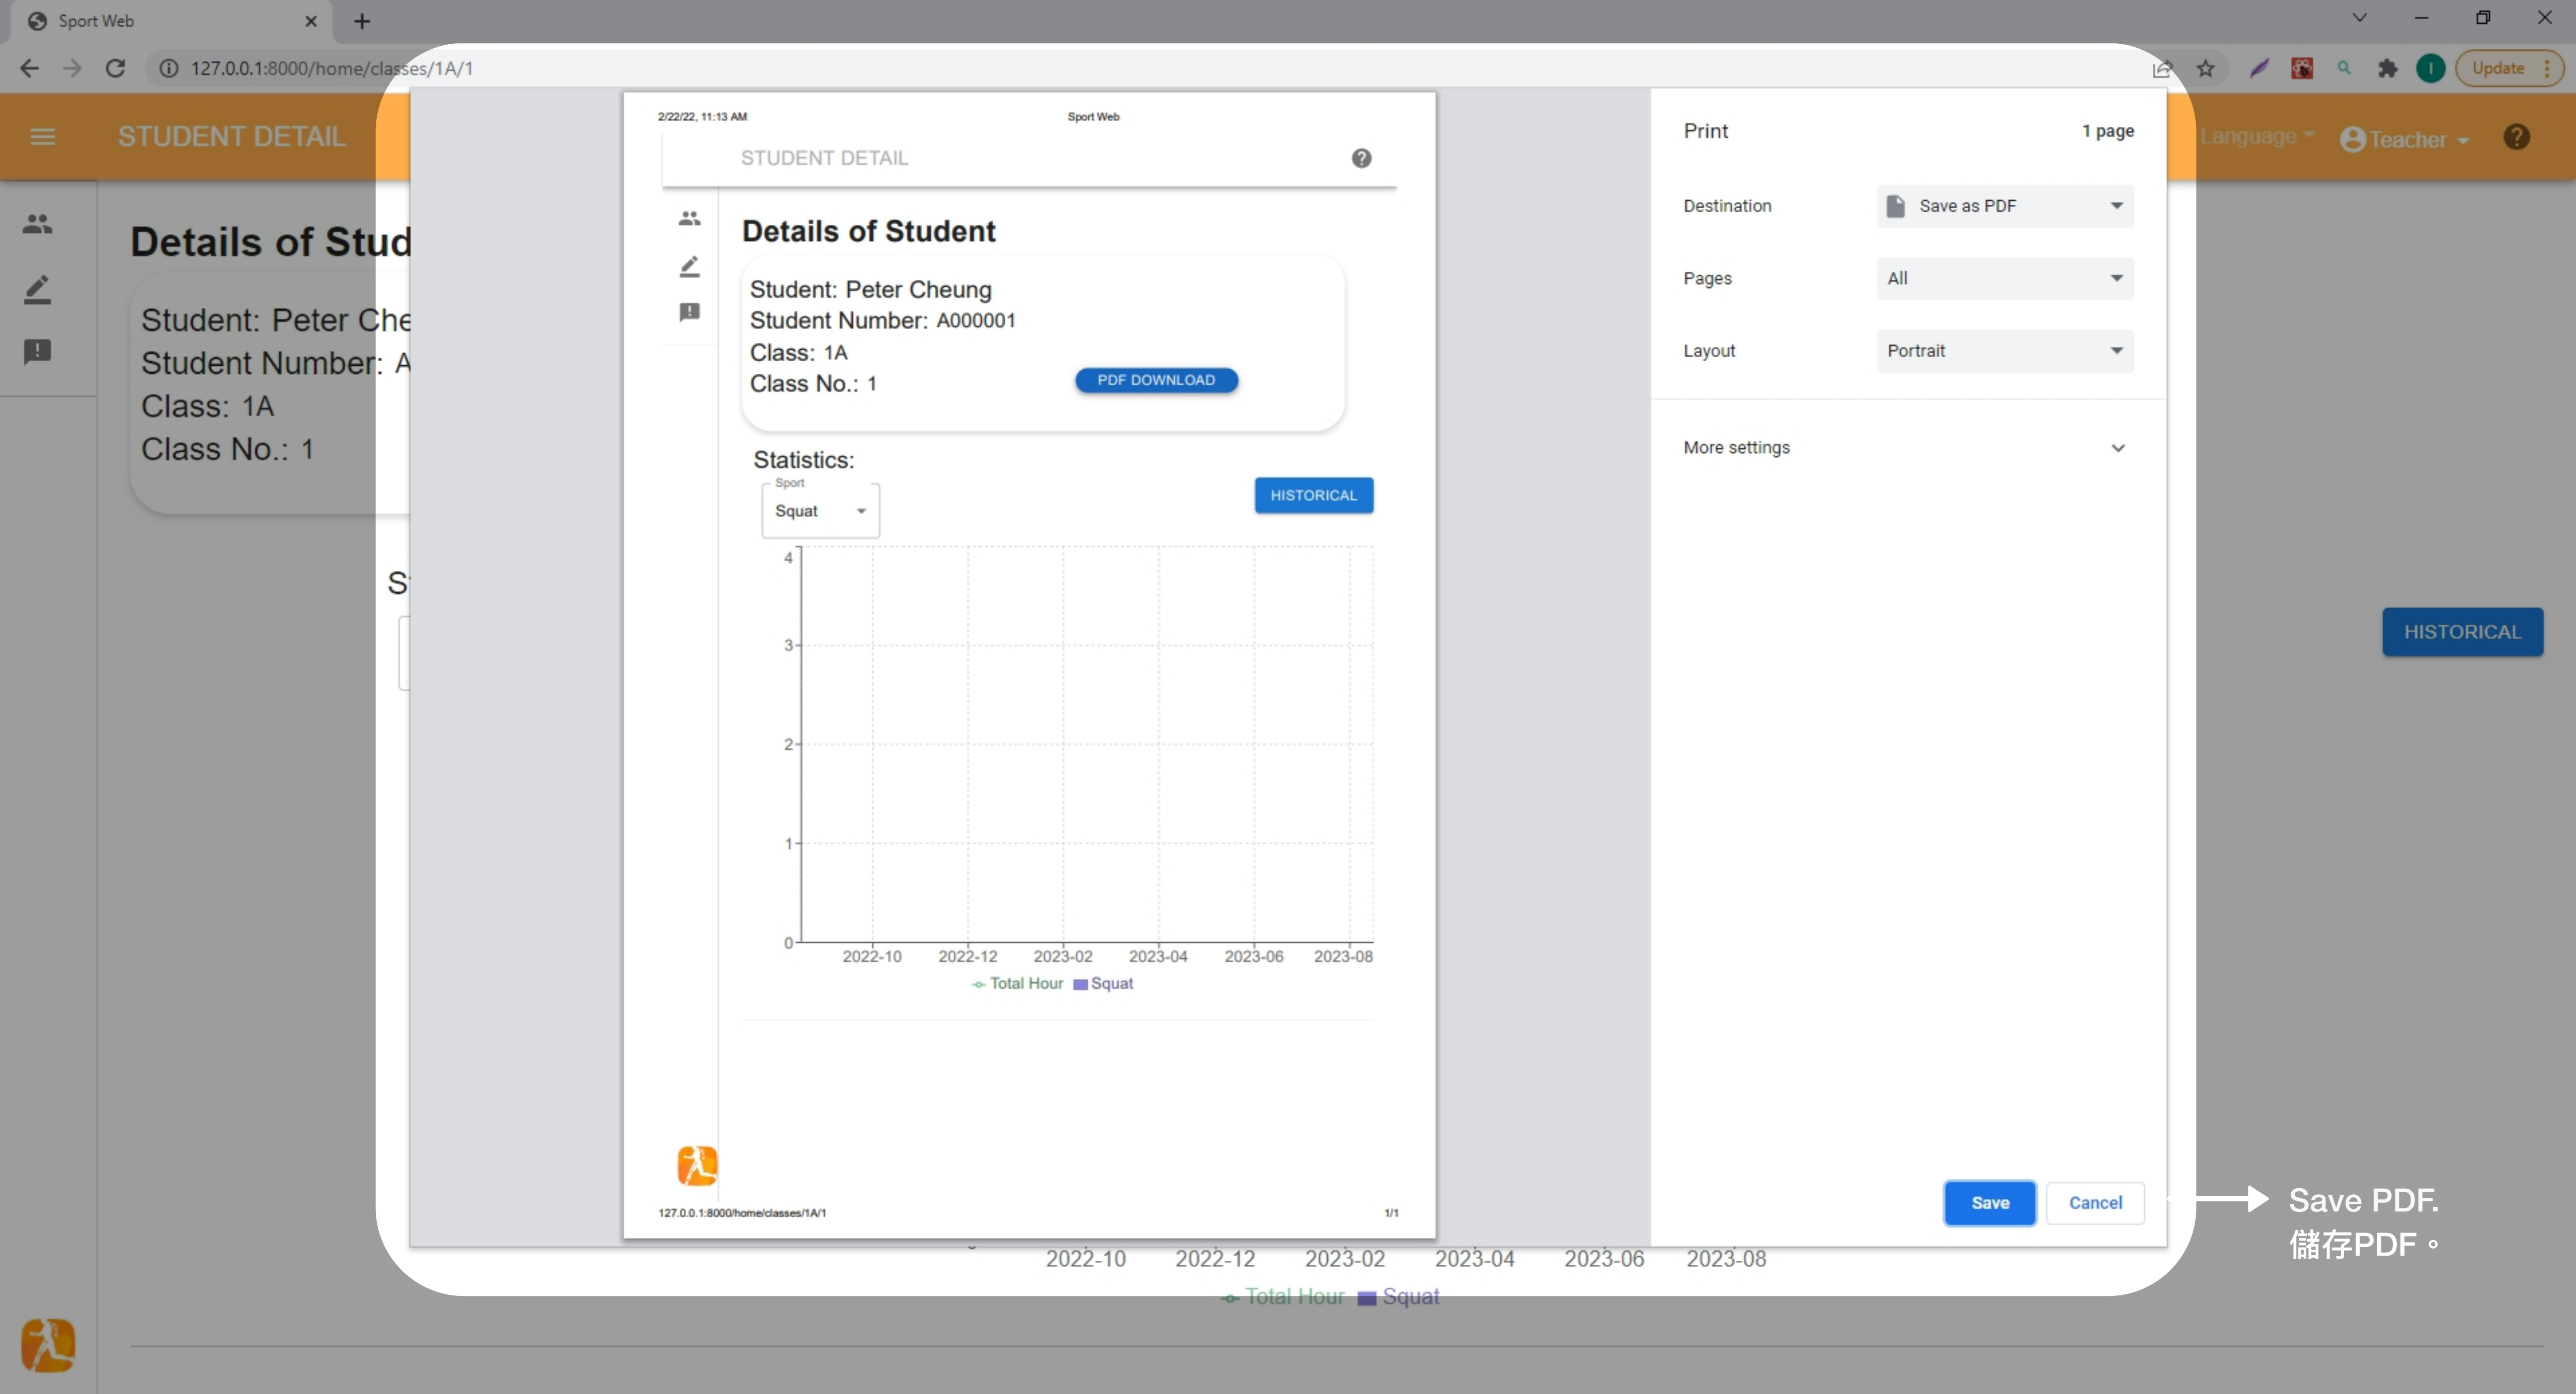 Sport Web
127.0.0.1:8000/home/classes/1A/1
Update
STUDENT DETAIL
Language
Teacher
Details of Stud
Student: Peter Che
Student Number: A
Class: 1A
Class No.: 1
HISTORICAL
2/22/22, 11:13 AM
Sport Web
STUDENT DETAIL
Details of Student
Student: Peter Cheung
Student Number: A000001
Class: 1A
Class No.: 1
PDF DOWNLOAD
Statistics:
Sport
Squat
HISTORICAL
4
3
2
1
0
2022-10 2022-12 2023-02 2023-04 2023-06 2023-08
Total Hour Squat
127.0.0.1:8000/home/classes/1A/1
1/1
Print
1 page
Destination
Save as PDF
Pages
All
Layout
Portrait
More settings
Save
Cancel
Save PDF.
儲存PDF。
2022-10 2022-12 2023-02 2023-04 2023-06 2023-08
Total Hour Squat